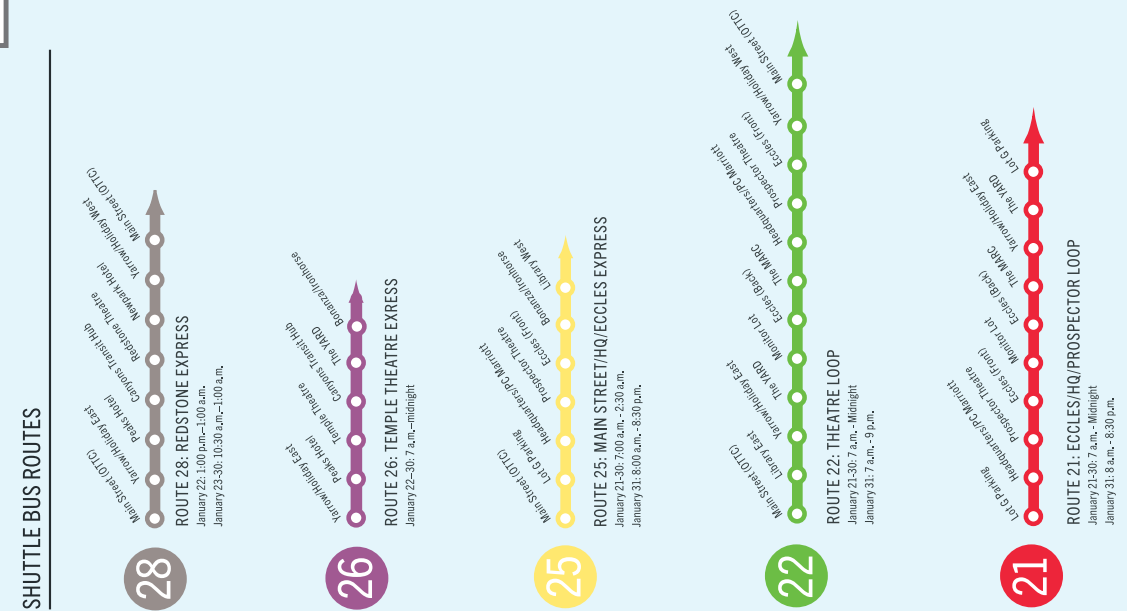 SHUTTLE BUS ROUTES
28
Main Street (OTTC)
Yarrow/Holiday East
Peaks Hotel
Canyons Transit Hub
Redstone Theatre
Newpark Hotel
Yarrow/Holiday West
Main Street (OTTC)
ROUTE 28: REDSTONE EXPRESS
January 22: 1:00 p.m.–1:00 a.m.
January 23-30: 10:30 a.m.–1:00 a.m.
26
Yarrow/Holiday East
Peaks Hotel
Temple Theatre
Canyons Transit Hub
The YARD
Bonanza/Ironhorse
ROUTE 26: TEMPLE THEATRE EXRESS
January 22–30: 7 a.m.–midnight
25
Main Street (OTTC)
Lot G Parking
Headquarters/PC Marriott
Prospector Theatre
Eccles (Front)
Bonanza/Ironhorse
Library West
ROUTE 25: MAIN STREET/HQ/ECCLES EXPRESS
January 21-30: 7:00 a.m. - 2:30 a.m.
January 31: 8:00 a.m. - 8:30 p.m.
22
Main Street (OTTC)
Library East
Yarrow/Holiday East
The YARD
Monitor Lot
Eccles (Back)
The MARC
Headquarters/PC Marriott
Prospector Theatre
Eccles (Front)
Yarrow/Holiday West
Main Street (OTTC)
ROUTE 22: THEATRE LOOP
January 21-30: 7 a.m. - Midnight
January 31: 7 a.m. - 9 p.m.
21
Lot G Parking
Headquarters/PC Marriott
Prospector Theatre
Eccles (Front)
Monitor Lot
Eccles (Back)
The MARC
Yarrow/Holiday East
The YARD
Lot G Parking
ROUTE 21: ECCLES/HQ/PROSPECTOR LOOP
January 21-30: 7 a.m. - Midnight
January 31: 8 a.m. - 8:30 p.m.